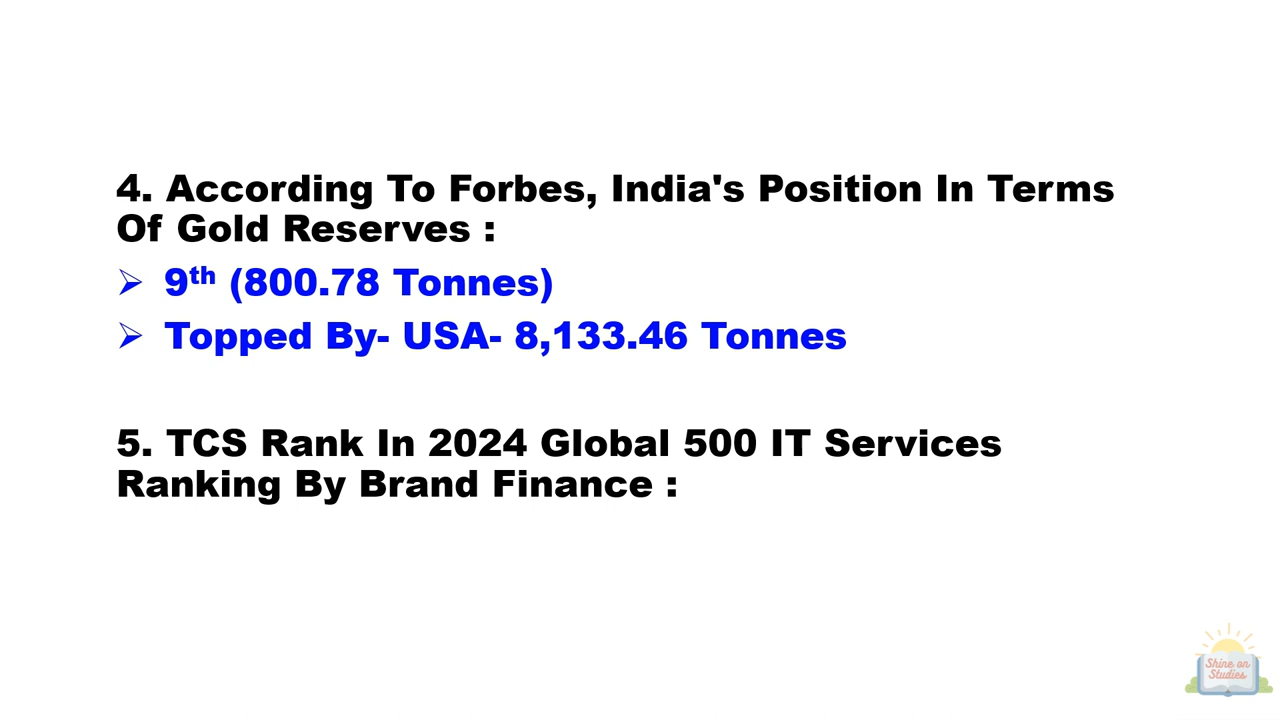 4. According To Forbes, India's Position In Terms
Of Gold Reserves :
➢ 9th (800.78 Tonnes)
➢ Topped By- USA- 8,133.46 Tonnes
5. TCS Rank In 2024 Global 500 IT Services
Ranking By Brand Finance :
Shine on
Studies